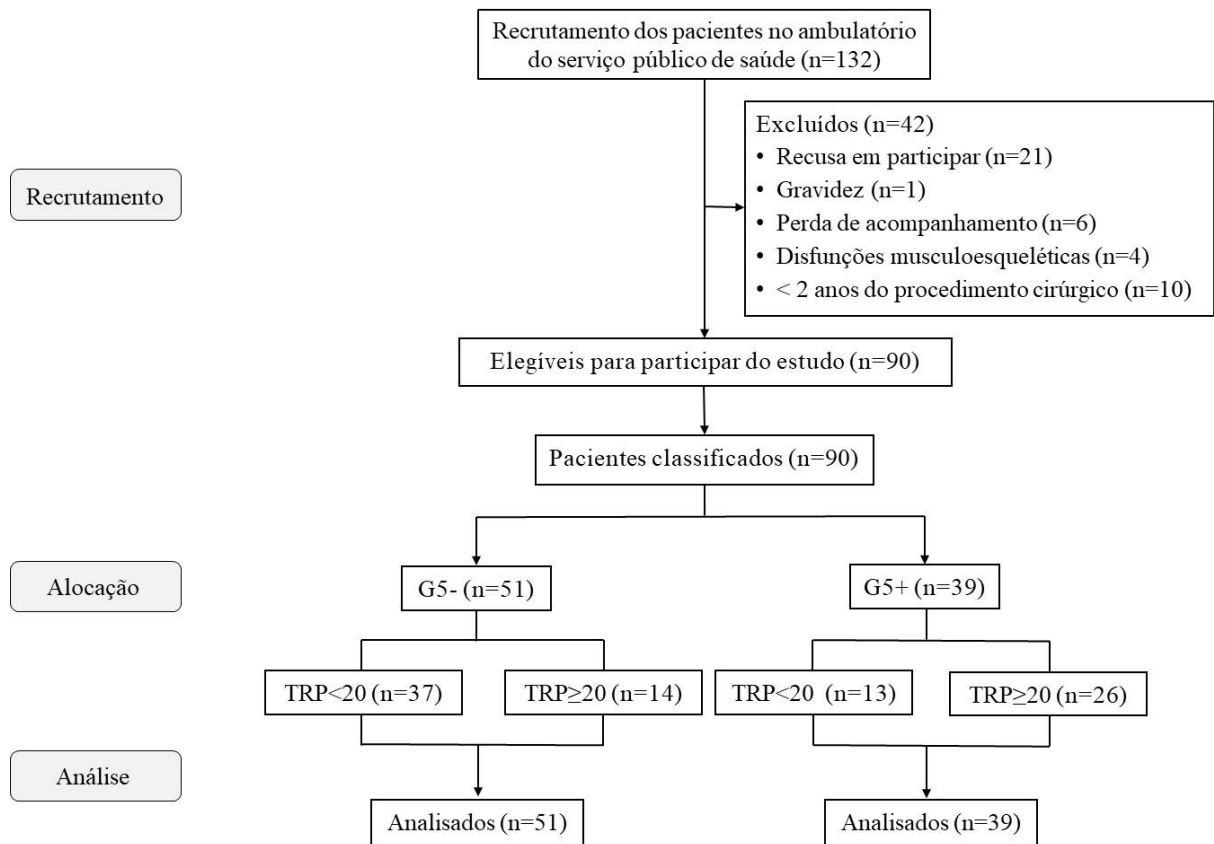 Recrutamento dos pacientes no ambulatório
do serviço público de saúde (n=132)
Excluídos (n=42)
• Recusa em participar (n=21)
• Gravidez (n=1)
• Perda de acompanhamento (n=6)
• Disfunções musculoesqueléticas (n=4)
• < 2 anos do procedimento cirúrgico (n=10)
Recrutamento
Elegíveis para participar do estudo (n=90)
Pacientes classificados (n=90)
Alocação
G5- (n=51)
G5+ (n=39)
TRP<20 (n=37)
TRP≥20 (n=14)
TRP<20 (n=13)
TRP≥20 (n=26)
Análise
Analisados (n=51)
Analisados (n=39)